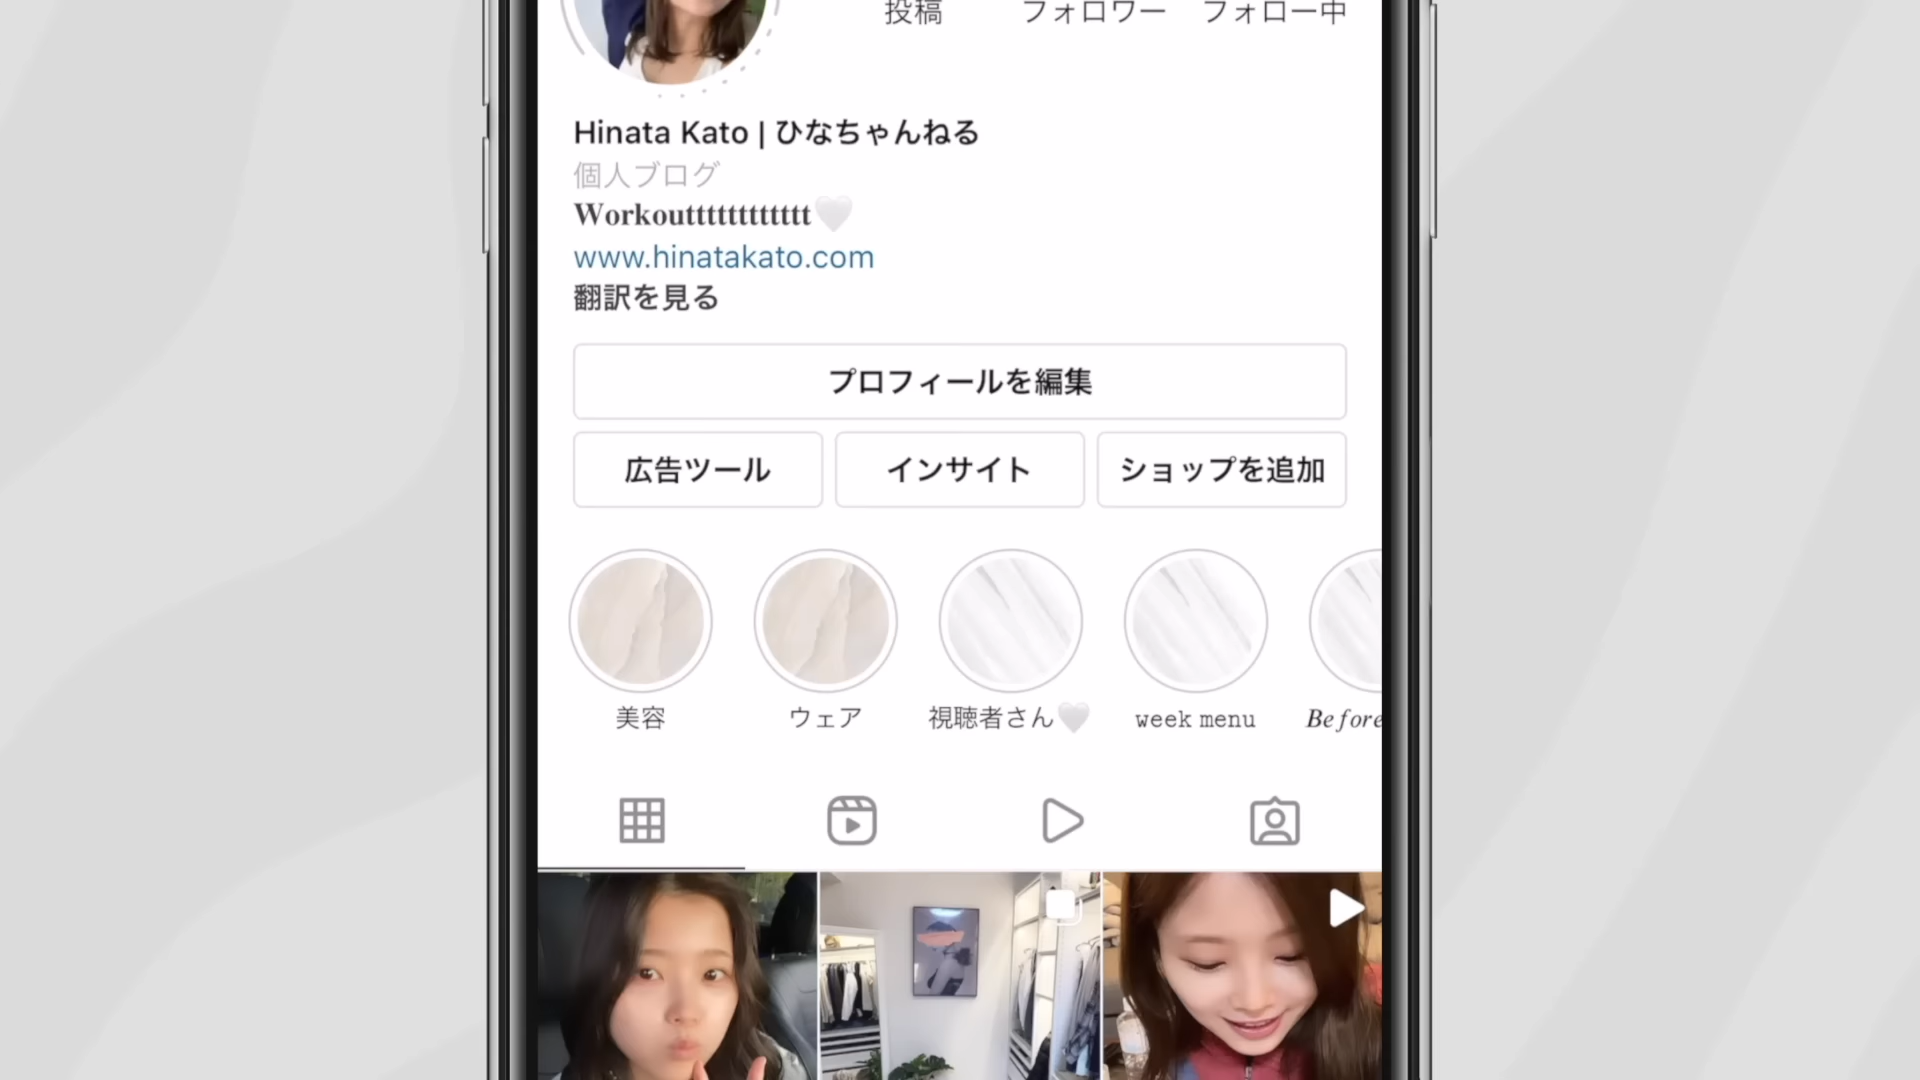 投稿 フォロワー フォロー中
Hinata Kato | ひなちゃんねる
個人ブログ
Workouttttttttttttt🤍
www.hinatakato.com
翻訳を見る
プロフィールを編集
広告ツール インサイト ショップを追加
美容 ウェア 視聴者さん🤍 week menu Before